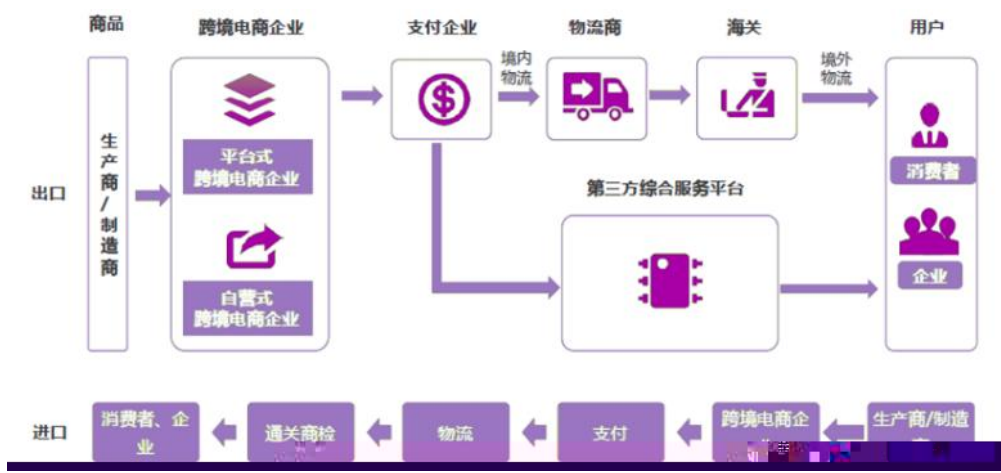 商品
跨境电商企业
支付企业
物流商
海关
用户
境内
物流
境外
物流
出口
生产商/制造商
平台式
跨境电商企业
自营式
跨境电商企业
第三方综合服务平台
消费者
企业
进口
消费者、企
业
通关商检
物流
支付
跨境电商企
生产商/制造